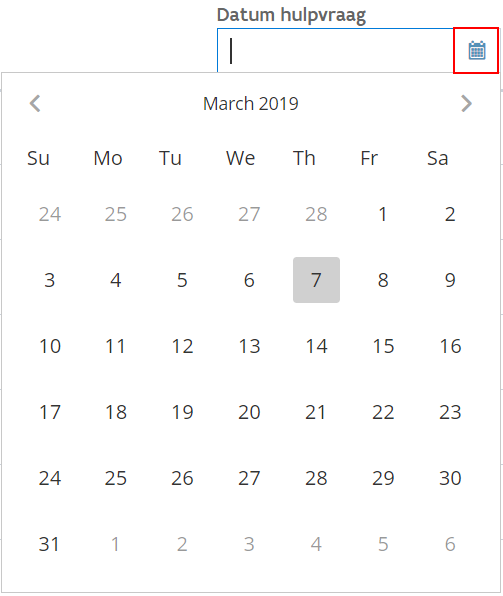 Datum hulpvraag
March 2019
Su Mo Tu We Th Fr Sa
24 25 26 27 28 1 2
3 4 5 6 7 8 9
10 11 12 13 14 15 16
17 18 19 20 21 22 23
24 25 26 27 28 29 30
31 1 2 3 4 5 6